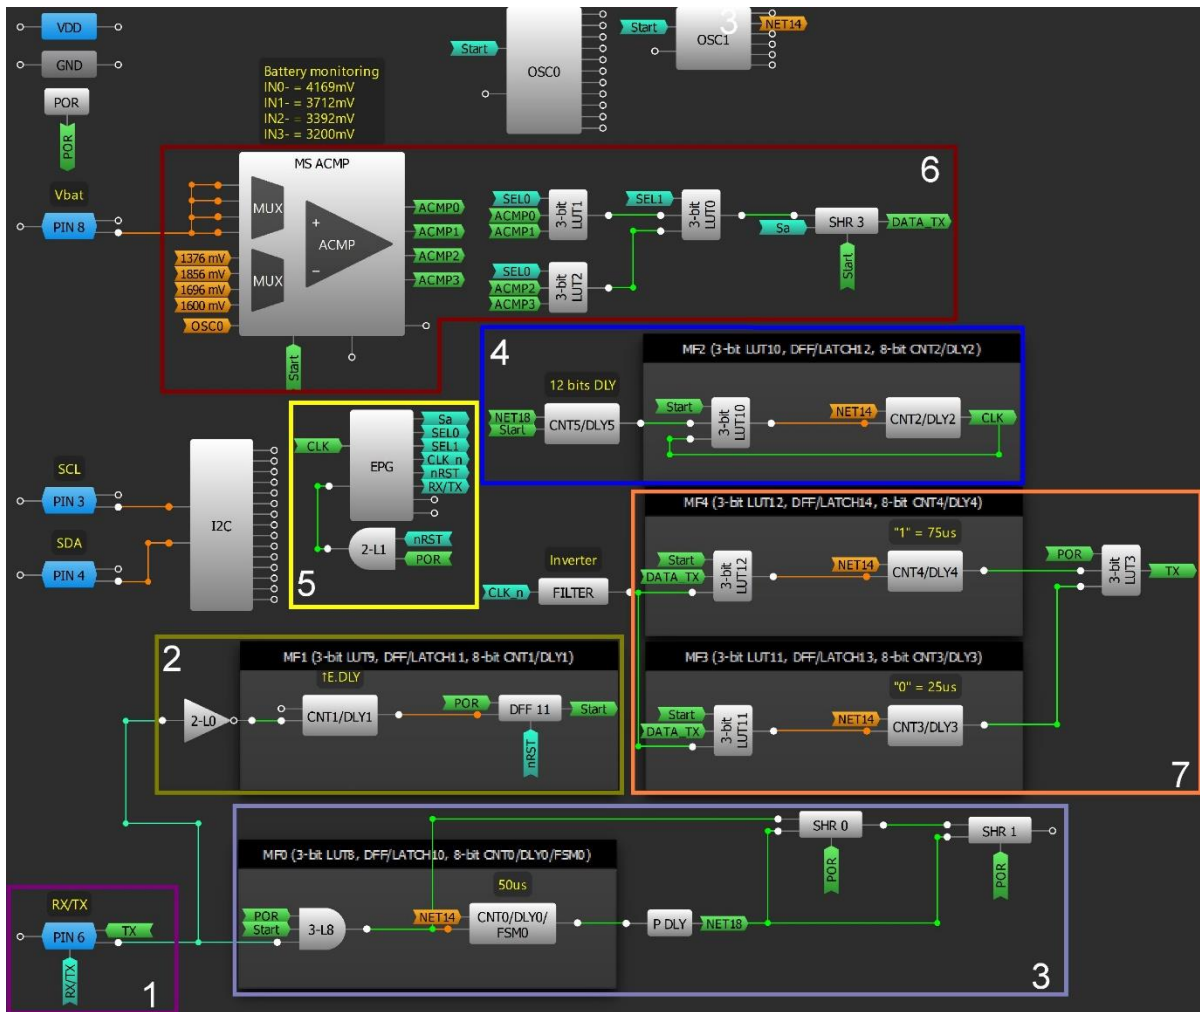 VDD
GND
POR
POR
Battery monitoring
IN0- = 4169mV
IN1- = 3712mV
IN2- = 3392mV
IN3- = 3200mV
Start
OSC0
Start
OSC1
3
NET14
6
Vbat
PIN 8
MS ACMP
MUX
MUX
+
ACMP
−
1376 mV
1856 mV
1696 mV
1600 mV
OSC0
Start
ACMP0
ACMP1
ACMP2
ACMP3
SEL0
ACMP0
ACMP1
3-bit
LUT1
SEL0
ACMP2
ACMP3
3-bit
LUT2
SEL1
3-bit
LUT0
Sa
SHR 3
Start
DATA_TX
4
12 bits DLY
NET18
Start
CNT5/DLY5
MF2 (3-bit LUT10, DFF/LATCH12, 8-bit CNT2/DLY2)
Start
3-bit
LUT10
NET14
CNT2/DLY2
CLK
CLK
EPG
Sa
SEL0
SEL1
CLK_n
nRST
RX/TX
2-L1
nRST
POR
5
SCL
PIN 3
SDA
PIN 4
I2C
Inverter
CLK_n
FILTER
MF4 (3-bit LUT12, DFF/LATCH14, 8-bit CNT4/DLY4)
"1" = 75us
Start
DATA_TX
3-bit
LUT12
NET14
CNT4/DLY4
POR
3-bit
LUT3
TX
MF3 (3-bit LUT11, DFF/LATCH13, 8-bit CNT3/DLY3)
"0" = 25us
Start
DATA_TX
3-bit
LUT11
NET14
CNT3/DLY3
7
2
MF1 (3-bit LUT9, DFF/LATCH11, 8-bit CNT1/DLY1)
↑E.DLY
2-L0
CNT1/DLY1
POR
DFF 11
Start
nRST
MF0 (3-bit LUT8, DFF/LATCH10, 8-bit CNT0/DLY0/FSM0)
50us
POR
Start
3-L8
NET14
CNT0/DLY0/
FSM0
P DLY
NET18
SHR 0
POR
SHR 1
POR
3
RX/TX
PIN 6
TX
RX/TX
1